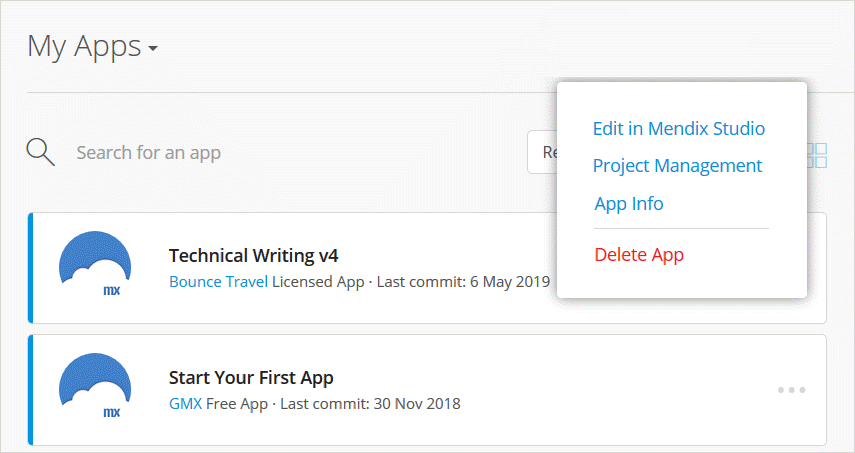 My Apps
Search for an app
Re
Edit in Mendix Studio
Project Management
App Info
Delete App
Technical Writing v4
Bounce Travel Licensed App · Last commit: 6 May 2019
mx
Start Your First App
GMX Free App · Last commit: 30 Nov 2018
mx